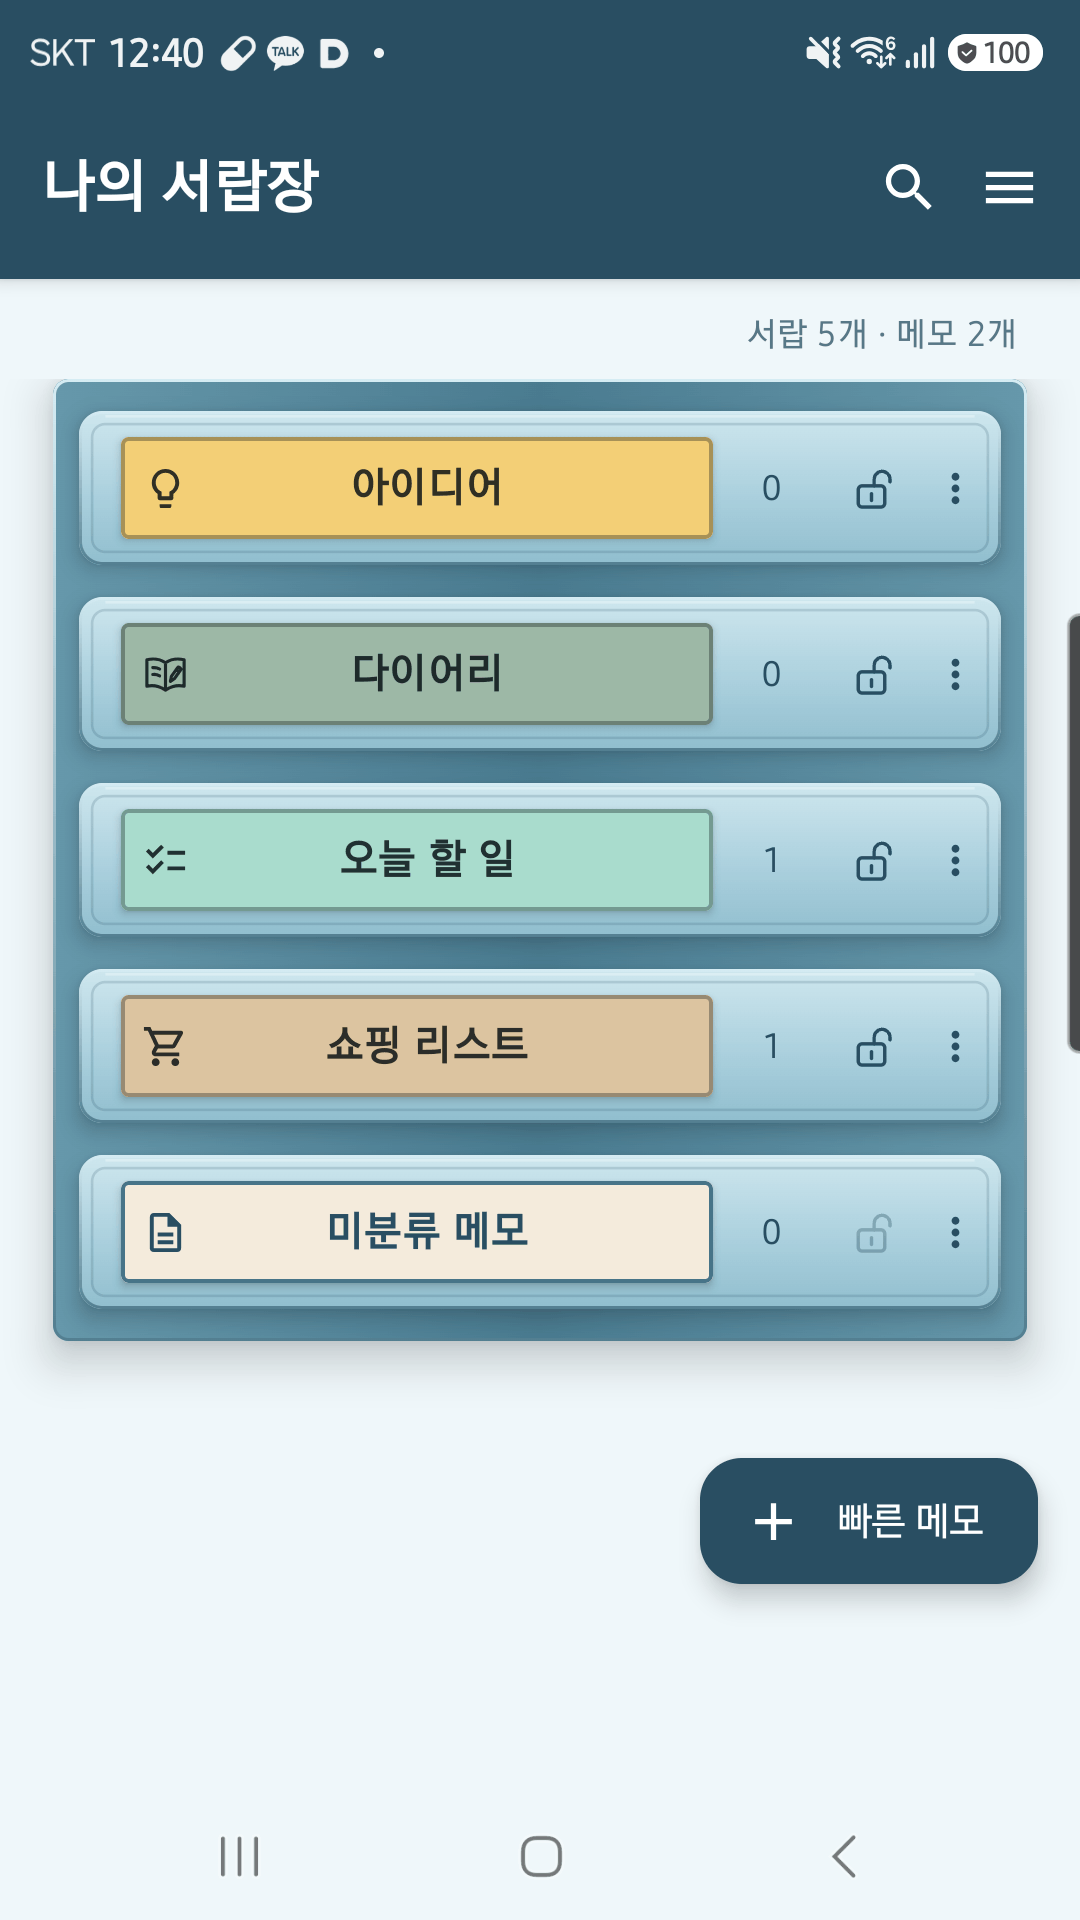 SKT 12:40 TALK D 6 100
나의 서랍장
서랍 5개 · 메모 2개
아이디어 0
다이어리 0
오늘 할 일 1
쇼핑 리스트 1
미분류 메모 0
+ 빠른 메모